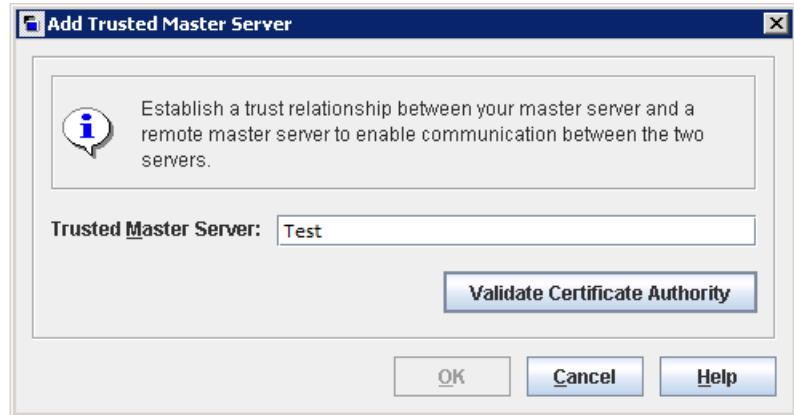 Add Trusted Master Server
Establish a trust relationship between your master server and a
remote master server to enable communication between the two
servers.
Trusted Master Server: Test
Validate Certificate Authority
OK Cancel Help